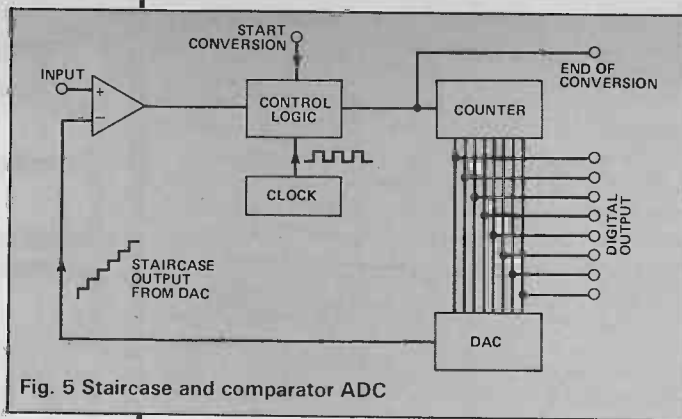 START
CONVERSION
INPUT
+
−
CONTROL
LOGIC
CLOCK
COUNTER
END OF
CONVERSION
DIGITAL
OUTPUT
STAIRCASE
OUTPUT
FROM DAC
DAC
Fig. 5 Staircase and comparator ADC